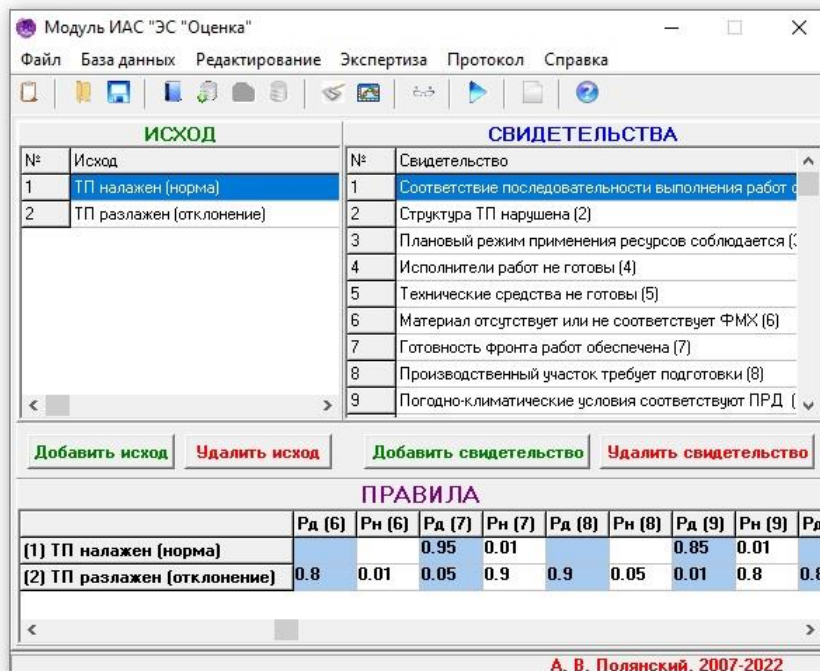 Модуль ИАС "ЭС "Оценка"
Файл База данных Редактирование Экспертиза Протокол Справка
ИСХОД
№ Исход
1 ТП налажен (норма)
2 ТП разлажен (отклонение)
СВИДЕТЕЛЬСТВА
№ Свидетельство
1 Соответствие последовательности выполнения работ
2 Структура ТП нарушена (2)
3 Плановый режим применения ресурсов соблюдается (3
4 Исполнители работ не готовы (4)
5 Технические средства не готовы (5)
6 Материал отсутствует или не соответствует ФМХ (6)
7 Готовность фронта работ обеспечена (7)
8 Производственный участок требует подготовки (8)
9 Погодно-климатические условия соответствуют ПРД (
Добавить исход Удалить исход Добавить свидетельство Удалить свидетельство
ПРАВИЛА
Рд (6) Рн (6) Рд (7) Рн (7) Рд (8) Рн (8) Рд (9) Рн (9) Рд
(1) ТП налажен (норма) 0.95 0.01 0.85 0.01
(2) ТП разлажен (отклонение) 0.8 0.01 0.05 0.9 0.9 0.05 0.01 0.8 0.8
А. В. Полянский, 2007-2022